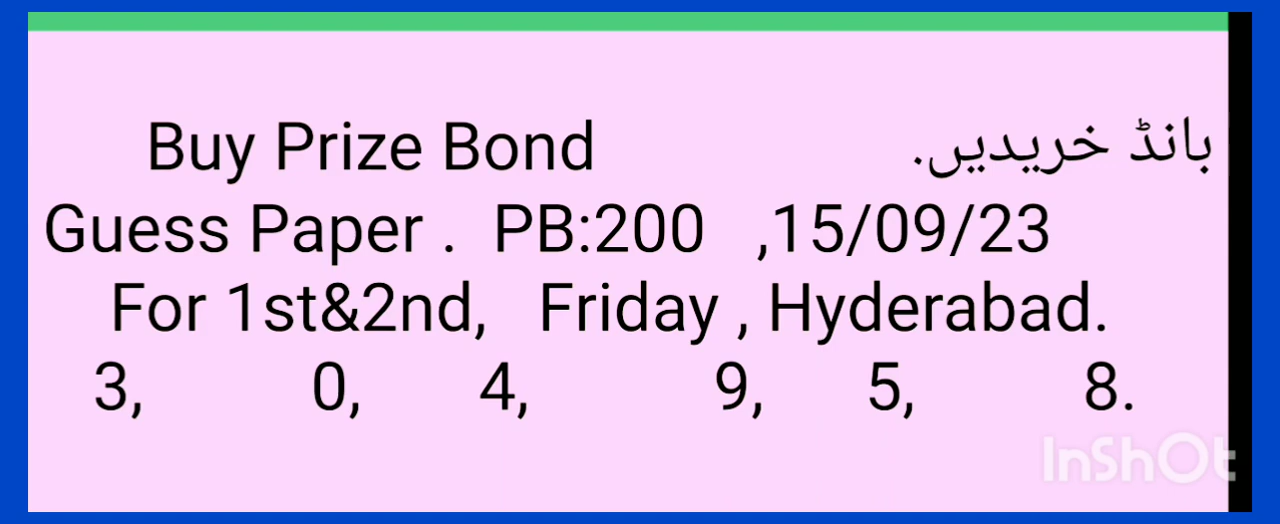 Buy Prize Bond بانڈ خریدیں.
Guess Paper . PB:200 ,15/09/23
For 1st&2nd, Friday , Hyderabad.
3, 0, 4, 9, 5, 8.
InShOt